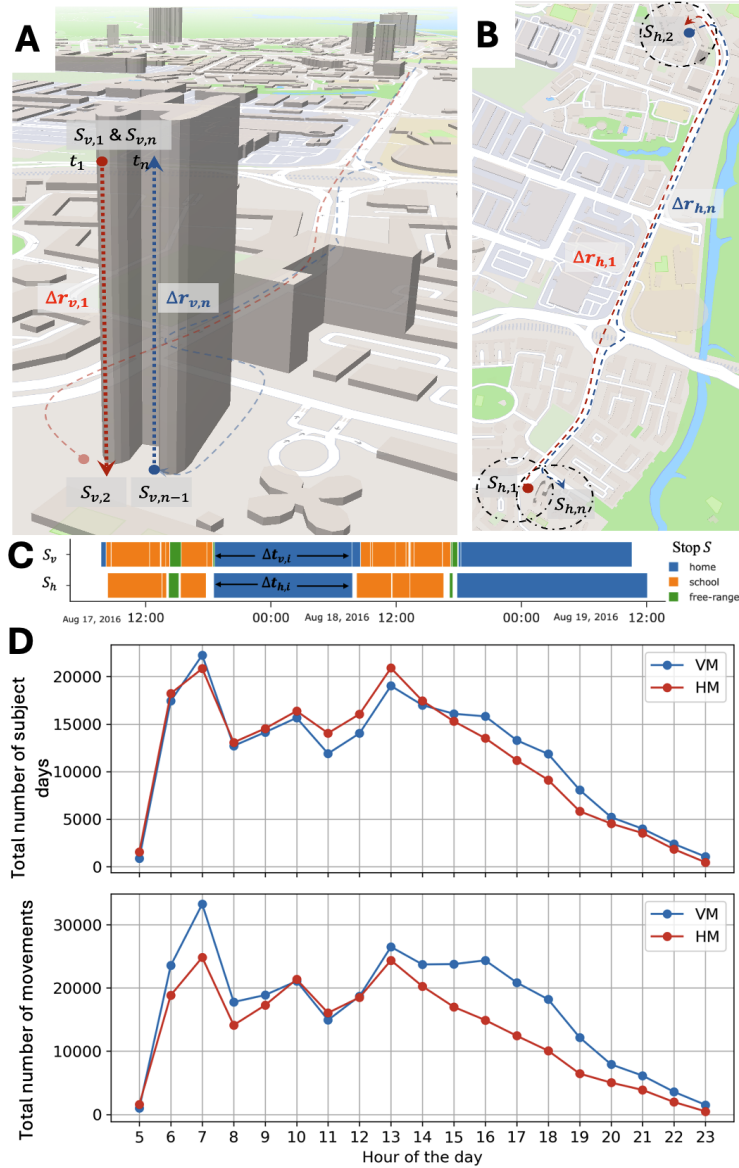 A
S_{v,1} & S_{v,n}
t_1 t_n
Δr_{v,1} Δr_{v,n}
S_{v,2} S_{v,n−1}
B
S_{h,2}
Δr_{h,n}
Δr_{h,1}
S_{h,1}
S_{h,n}
C
S_v Δt_{v,i}
S_h Δt_{h,i}
Stop S
home
school
free-range
Aug 17, 2016 12:00 00:00 Aug 18, 2016 12:00 00:00 Aug 19, 2016 12:00
D
Total number of subject
days
20000
15000
10000
5000
0
VM
HM
Total number of movements
30000
20000
10000
0
VM
HM
5 6 7 8 9 10 11 12 13 14 15 16 17 18 19 20 21 22 23
Hour of the day